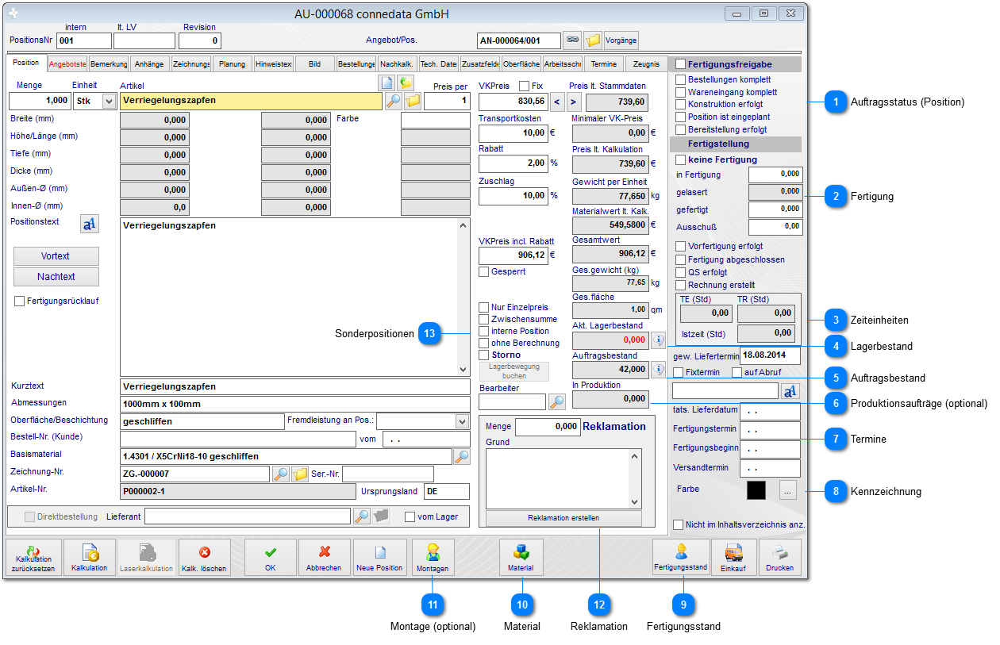 AU-000068 connedata GmbH
intern lt. LV Revision
PositionsNr 001 0 Angebot/Pos. AN-000064/001 Vorgänge
Position Angebotste Bemerkung Anhänge Zeichnungs Planung Hinweistex Bild Bestellunge Nachkalk. Tech. Date Zusatzfelde Oberfläche Arbeitsschr Termine Zeugnis
Menge Einheit Artikel Preis per
1,000 Stk Verriegelungszapfen 1
Breite (mm) 0,000 0,000 Farbe
Höhe/Länge (mm) 0,000 0,000
Tiefe (mm) 0,000 0,000
Dicke (mm) 0,000 0,000
Außen-Ø (mm) 0,000 0,000
Innen-Ø (mm) 0,0 0,000
Positionstext aA Verriegelungszapfen
Vortext
Nachtext
Fertigungsrücklauf
Kurztext Verriegelungszapfen
Abmessungen 1000mm x 100mm
Oberfläche/Beschichtung geschliffen Fremdleistung an Pos.:
Bestell-Nr. (Kunde) vom . .
Basismaterial 1.4301 / X5CrNi18-10 geschliffen
Zeichnung-Nr. ZG.-000007 Ser.-Nr.
Artikel-Nr. P000002-1 Ursprungsland DE
Direktbestellung Lieferant vom Lager
VKPreis Fix Preis lt. Stammdaten
830,56 < > 739,60
Transportkosten Minimaler VK-Preis
10,00 € 0,00 €
Rabatt Preis lt. Kalkulation
2,00 % 739,60 €
Zuschlag Gewicht per Einheit
10,00 % 77,650 kg
Materialwert lt. Kalk.
549,5800 €
VKPreis incl. Rabatt Gesamtwert
906,12 € 906,12 €
Gesperrt Ges.gewicht (kg)
77,65 kg
Ges.fläche
Nur Einzelpreis 1,00 qm
Zwischensumme Akt. Lagerbestand
interne Position 0,000
ohne Berechnung
Storno Auftragsbestand
Lagerbewegung buchen 42,000
Bearbeiter In Produktion
0,000
Menge 0,000 Reklamation
Grund
Reklamation erstellen
Fertigungsfreigabe
Bestellungen komplett
Wareneingang komplett
Konstruktion erfolgt
Position ist eingeplant
Bereitstellung erfolgt
Fertigstellung
keine Fertigung
in Fertigung 0,000
gelasert 0,000
gefertigt 0,000
Ausschuß 0,00
Vorfertigung erfolgt
Fertigung abgeschlossen
QS erfolgt
Rechnung erstellt
TE (Std) TR (Std)
0,00 0,00
Istzeit (Std) 0,00
gew. Liefertermin 18.08.2014
Fixtermin auf Abruf
aA
tats. Lieferdatum . .
Fertigungstermin . .
Fertigungsbeginn . .
Versandtermin . .
Farbe ...
Nicht im Inhaltsverzeichnis anz.
Kalkulation zurücksetzen Kalkulation Laserkalkulation Kalk. löschen OK Abbrechen Neue Position Montagen Material Fertigungsstand Einkauf Drucken
1 Auftragsstatus (Position)
2 Fertigung
3 Zeiteinheiten
4 Lagerbestand
5 Auftragsbestand
6 Produktionsaufträge (optional)
7 Termine
8 Kennzeichnung
Sonderpositionen 13
11 10 12 9
Montage (optional) Material Reklamation Fertigungsstand